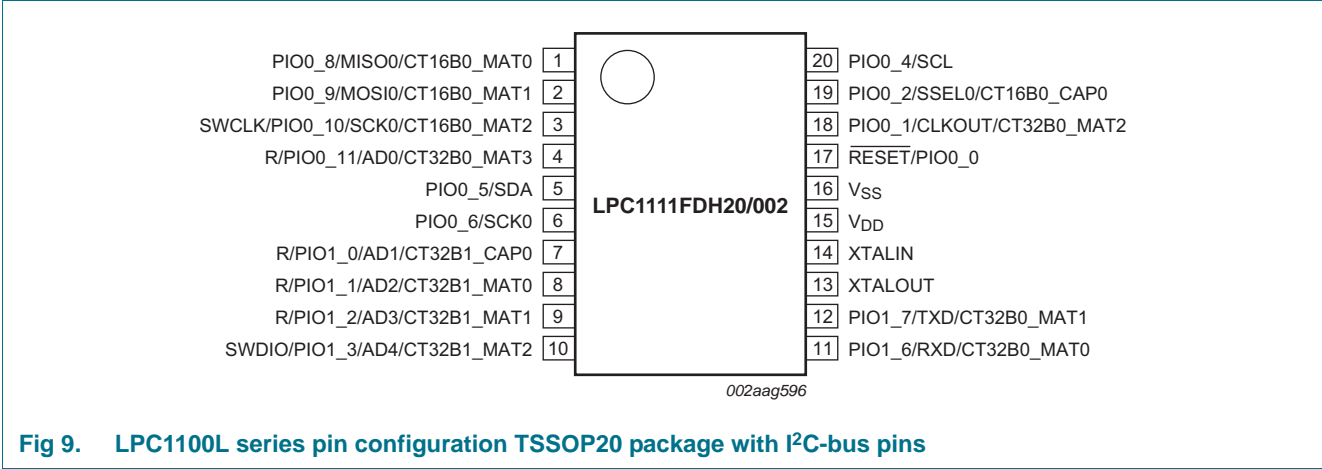 PIO0_8/MISO0/CT16B0_MAT0 1
PIO0_9/MOSI0/CT16B0_MAT1 2
SWCLK/PIO0_10/SCK0/CT16B0_MAT2 3
R/PIO0_11/AD0/CT32B0_MAT3 4
PIO0_5/SDA 5
PIO0_6/SCK0 6
R/PIO1_0/AD1/CT32B1_CAP0 7
R/PIO1_1/AD2/CT32B1_MAT0 8
R/PIO1_2/AD3/CT32B1_MAT1 9
SWDIO/PIO1_3/AD4/CT32B1_MAT2 10
LPC1111FDH20/002
20 PIO0_4/SCL
19 PIO0_2/SSEL0/CT16B0_CAP0
18 PIO0_1/CLKOUT/CT32B0_MAT2
17 RESET/PIO0_0
16 VSS
15 VDD
14 XTALIN
13 XTALOUT
12 PIO1_7/TXD/CT32B0_MAT1
11 PIO1_6/RXD/CT32B0_MAT0
002aag596
Fig 9. LPC1100L series pin configuration TSSOP20 package with I²C-bus pins